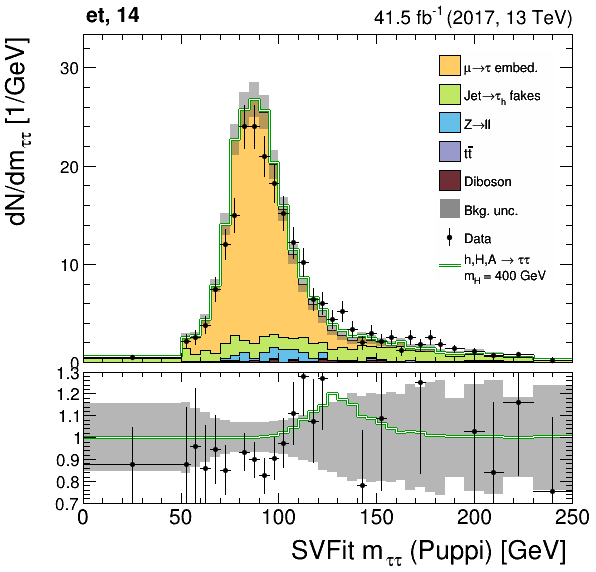 et, 14
41.5 fb⁻¹ (2017, 13 TeV)
dN/dm_ττ [1/GeV]
30
20
10
0
μ→τ embed.
Jet→τ_h fakes
Z→ll
tt̄
Diboson
Bkg. unc.
Data
h,H,A → ττ
m_H = 400 GeV
1.3
1.2
1.1
1
0.9
0.8
0.7
0 50 100 150 200 250
SVFit m_ττ (Puppi) [GeV]